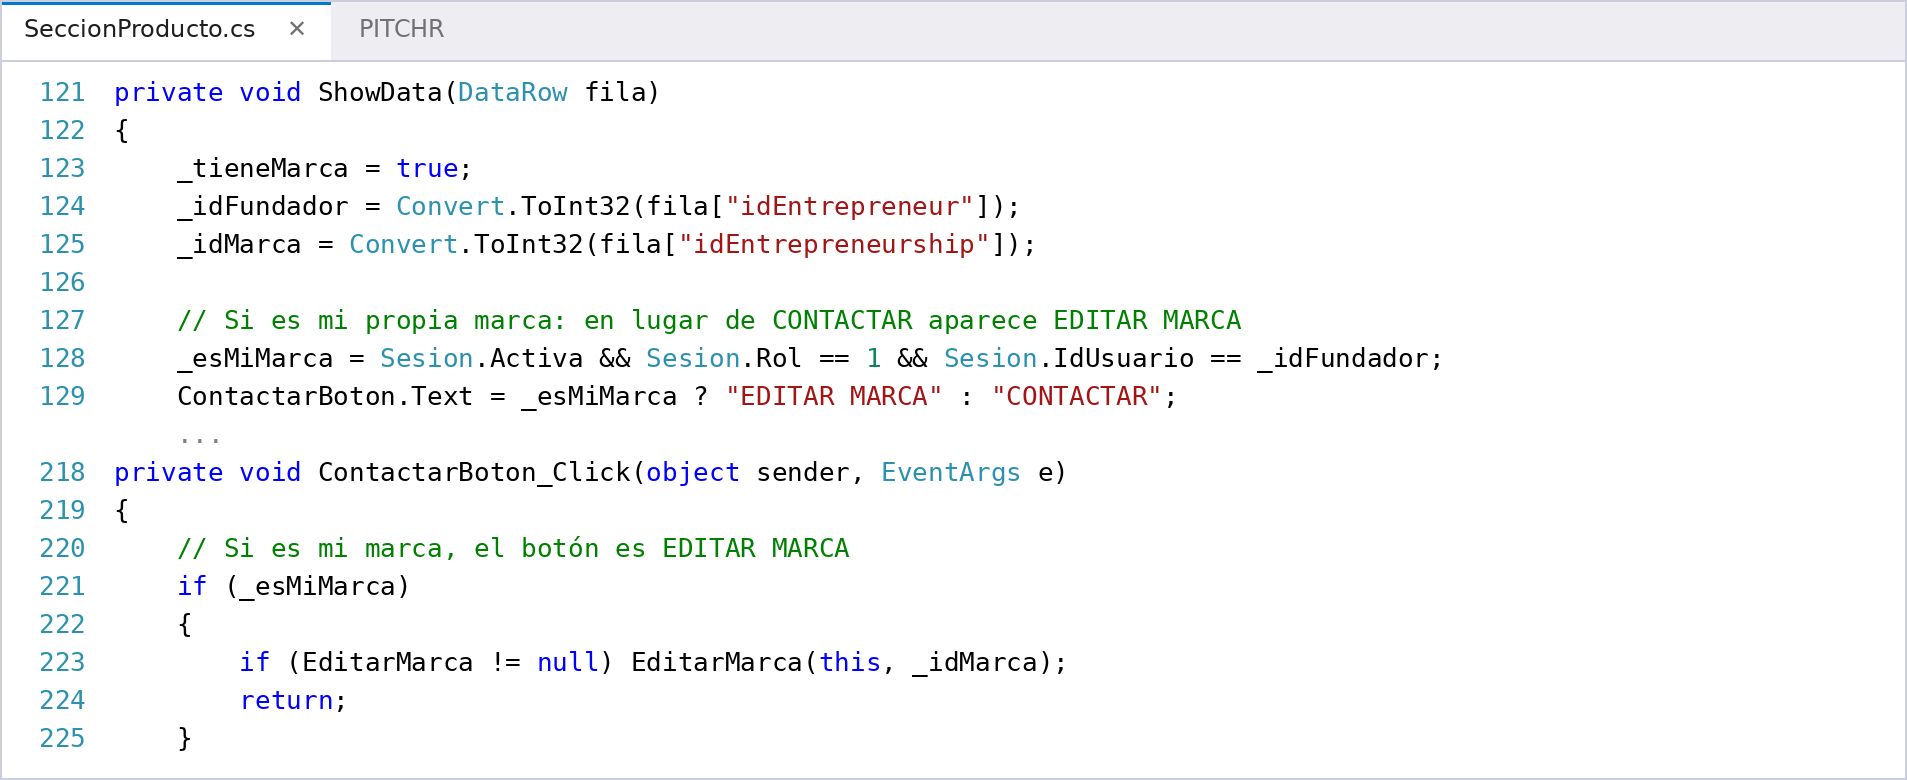 SeccionProducto.cs ✕ PITCHR
121 private void ShowData(DataRow fila)
122 {
123     _tieneMarca = true;
124     _idFundador = Convert.ToInt32(fila["idEntrepreneur"]);
125     _idMarca = Convert.ToInt32(fila["idEntrepreneurship"]);
126
127     // Si es mi propia marca: en lugar de CONTACTAR aparece EDITAR MARCA
128     _esMiMarca = Sesion.Activa && Sesion.Rol == 1 && Sesion.IdUsuario == _idFundador;
129     ContactarBoton.Text = _esMiMarca ? "EDITAR MARCA" : "CONTACTAR";
    ...
218 private void ContactarBoton_Click(object sender, EventArgs e)
219 {
220     // Si es mi marca, el botón es EDITAR MARCA
221     if (_esMiMarca)
222     {
223         if (EditarMarca != null) EditarMarca(this, _idMarca);
224         return;
225     }